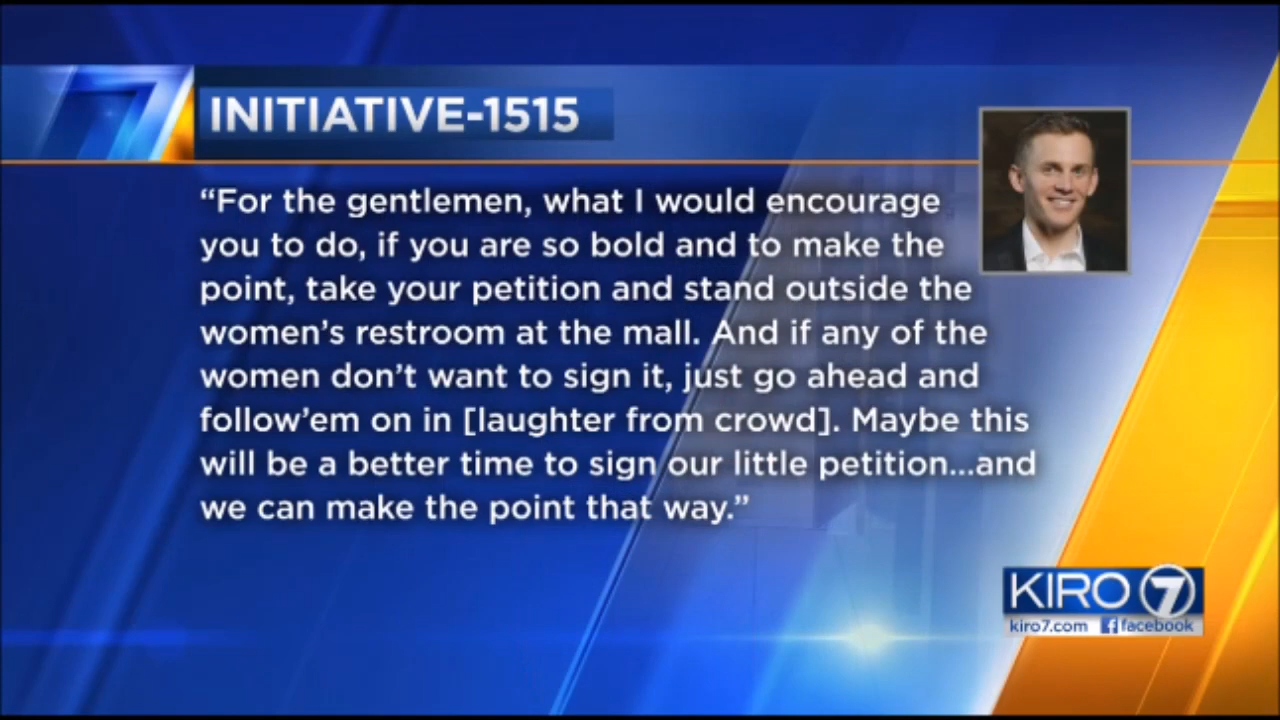 7
INITIATIVE-1515
“For the gentlemen, what I would encourage
you to do, if you are so bold and to make the
point, take your petition and stand outside the
women’s restroom at the mall. And if any of the
women don’t want to sign it, just go ahead and
follow’em on in [laughter from crowd]. Maybe this
will be a better time to sign our little petition...and
we can make the point that way.”
KIRO 7
kiro7.com f facebook